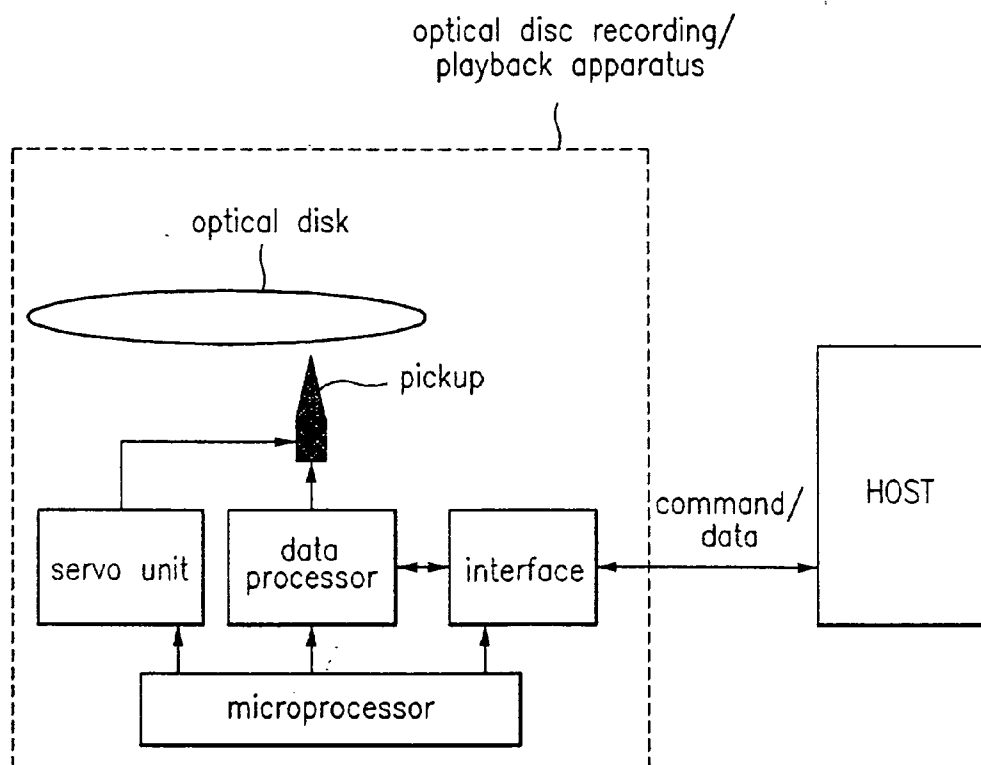 optical disc recording/
playback apparatus
optical disk
pickup
command/
data
HOST
servo unit
data
processor
interface
microprocessor